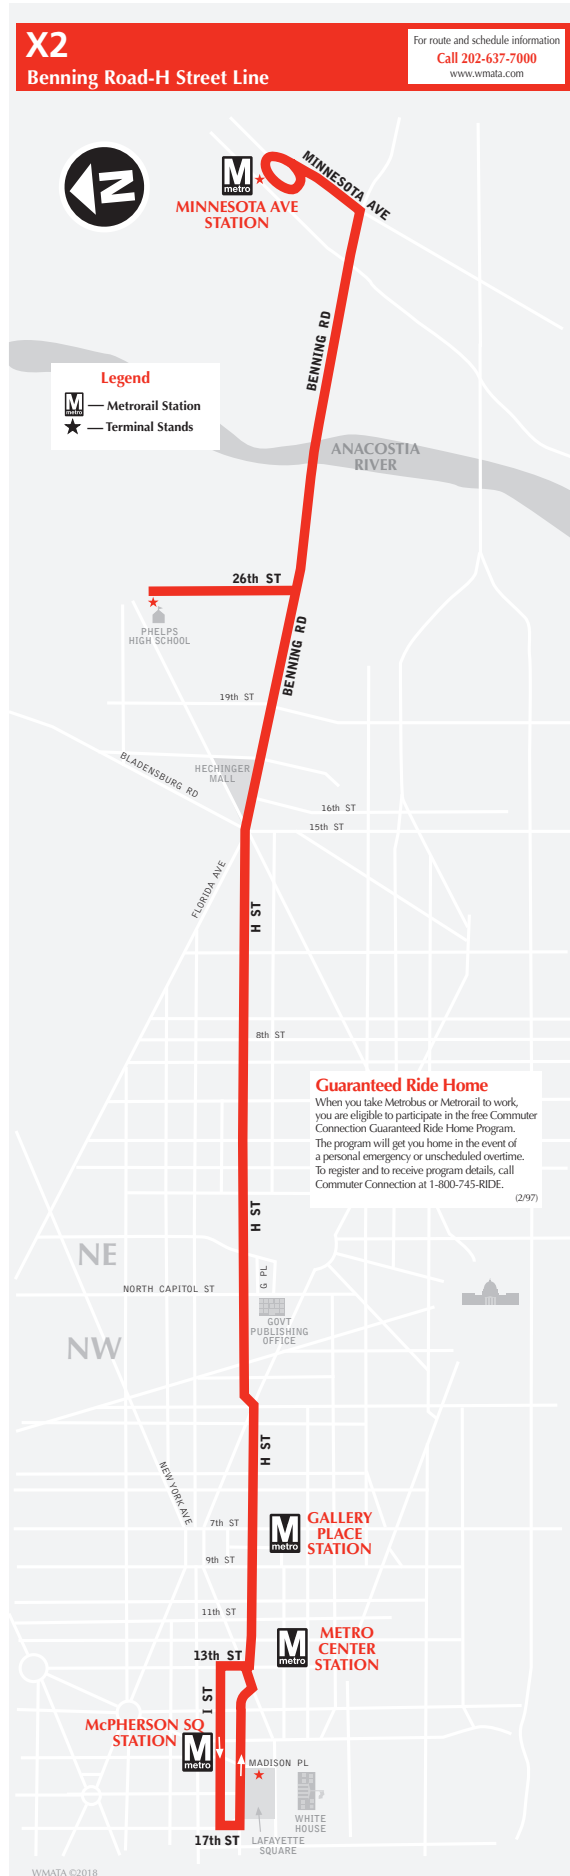 X2
Benning Road-H Street Line
For route and schedule information
Call 202-637-7000
www.wmata.com
N
M
metro
MINNESOTA AVE
STATION
MINNESOTA AVE
BENNING RD
Legend
M
metro
— Metrorail Station
— Terminal Stands
ANACOSTIA
RIVER
26th ST
PHELPS
HIGH SCHOOL
BENNING RD
19th ST
BLADENSBURG RD
HECHINGER
MALL
16th ST
15th ST
FLORIDA AVE
H ST
8th ST
Guaranteed Ride Home
When you take Metrobus or Metrorail to work,
you are eligible to participate in the free Commuter
Connection Guaranteed Ride Home Program.
The program will get you home in the event of
a personal emergency or unscheduled overtime.
To register and to receive program details, call
Commuter Connection at 1-800-745-RIDE.
(2/97)
H ST
NE
G PL
NORTH CAPITOL ST
GOVT
PUBLISHING
OFFICE
NW
H ST
NEW YORK AVE
7th ST
M
metro
GALLERY
PLACE
STATION
9th ST
11th ST
M
metro
METRO
CENTER
STATION
13th ST
I ST
McPHERSON SQ
STATION
M
metro
MADISON PL
WHITE
HOUSE
17th ST
LAFAYETTE
SQUARE
WMATA ©2018